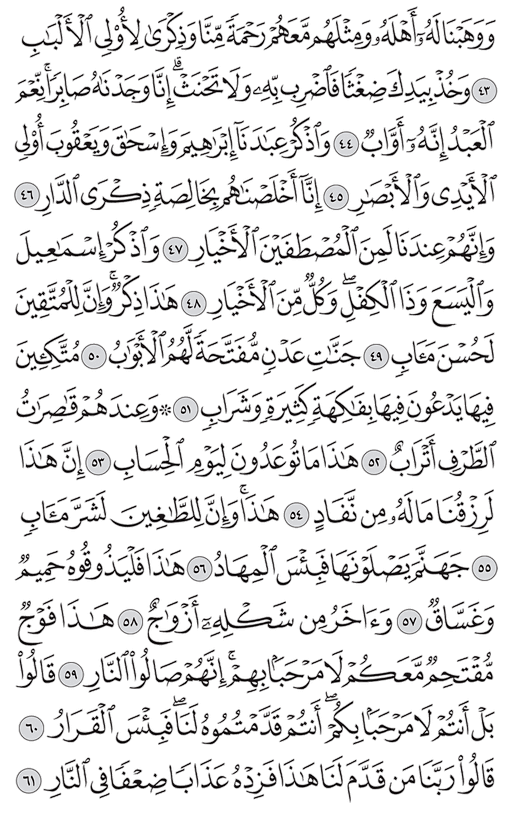 وَوَهَبْنَا لَهُۥٓ أَهْلَهُۥ وَمِثْلَهُم مَّعَهُمْ رَحْمَةً مِّنَّا وَذِكْرَىٰ لِأُو۟لِى ٱلْأَلْبَٰبِ
٤٣ وَخُذْ بِيَدِكَ ضِغْثًا فَٱضْرِب بِّهِۦ وَلَا تَحْنَثْ ۗ إِنَّا وَجَدْنَٰهُ صَابِرًا ۚ نِّعْمَ
ٱلْعَبْدُ إِنَّهُۥٓ أَوَّابٌ ٤٤ وَٱذْكُرْ عِبَٰدَنَآ إِبْرَٰهِيمَ وَإِسْحَٰقَ وَيَعْقُوبَ أُو۟لِى
ٱلْأَيْدِى وَٱلْأَبْصَٰرِ ٤٥ إِنَّآ أَخْلَصْنَٰهُم بِخَالِصَةٍ ذِكْرَى ٱلدَّارِ ٤٦
وَإِنَّهُمْ عِندَنَا لَمِنَ ٱلْمُصْطَفَيْنَ ٱلْأَخْيَارِ ٤٧ وَٱذْكُرْ إِسْمَٰعِيلَ
وَٱلْيَسَعَ وَذَا ٱلْكِفْلِ ۖ وَكُلٌّ مِّنَ ٱلْأَخْيَارِ ٤٨ هَٰذَا ذِكْرٌ ۚ وَإِنَّ لِلْمُتَّقِينَ
لَحُسْنَ مَـَٔابٍ ٤٩ جَنَّٰتِ عَدْنٍ مُّفَتَّحَةً لَّهُمُ ٱلْأَبْوَٰبُ ٥٠ مُتَّكِـِٔينَ
فِيهَا يَدْعُونَ فِيهَا بِفَٰكِهَةٍ كَثِيرَةٍ وَشَرَابٍ ٥١ ۞ وَعِندَهُمْ قَٰصِرَٰتُ
ٱلطَّرْفِ أَتْرَابٌ ٥٢ هَٰذَا مَا تُوعَدُونَ لِيَوْمِ ٱلْحِسَابِ ٥٣ إِنَّ هَٰذَا
لَرِزْقُنَا مَا لَهُۥ مِن نَّفَادٍ ٥٤ هَٰذَا ۚ وَإِنَّ لِلطَّٰغِينَ لَشَرَّ مَـَٔابٍ
٥٥ جَهَنَّمَ يَصْلَوْنَهَا فَبِئْسَ ٱلْمِهَادُ ٥٦ هَٰذَا فَلْيَذُوقُوهُ حَمِيمٌ
وَغَسَّاقٌ ٥٧ وَءَاخَرُ مِن شَكْلِهِۦٓ أَزْوَٰجٌ ٥٨ هَٰذَا فَوْجٌ
مُّقْتَحِمٌ مَّعَكُمْ لَا مَرْحَبًۢا بِهِمْ ۚ إِنَّهُمْ صَالُوا۟ ٱلنَّارِ ٥٩ قَالُوا۟
بَلْ أَنتُمْ لَا مَرْحَبًۢا بِكُمْ ۖ أَنتُمْ قَدَّمْتُمُوهُ لَنَا ۖ فَبِئْسَ ٱلْقَرَارُ ٦٠
قَالُوا۟ رَبَّنَا مَن قَدَّمَ لَنَا هَٰذَا فَزِدْهُ عَذَابًا ضِعْفًا فِى ٱلنَّارِ ٦١